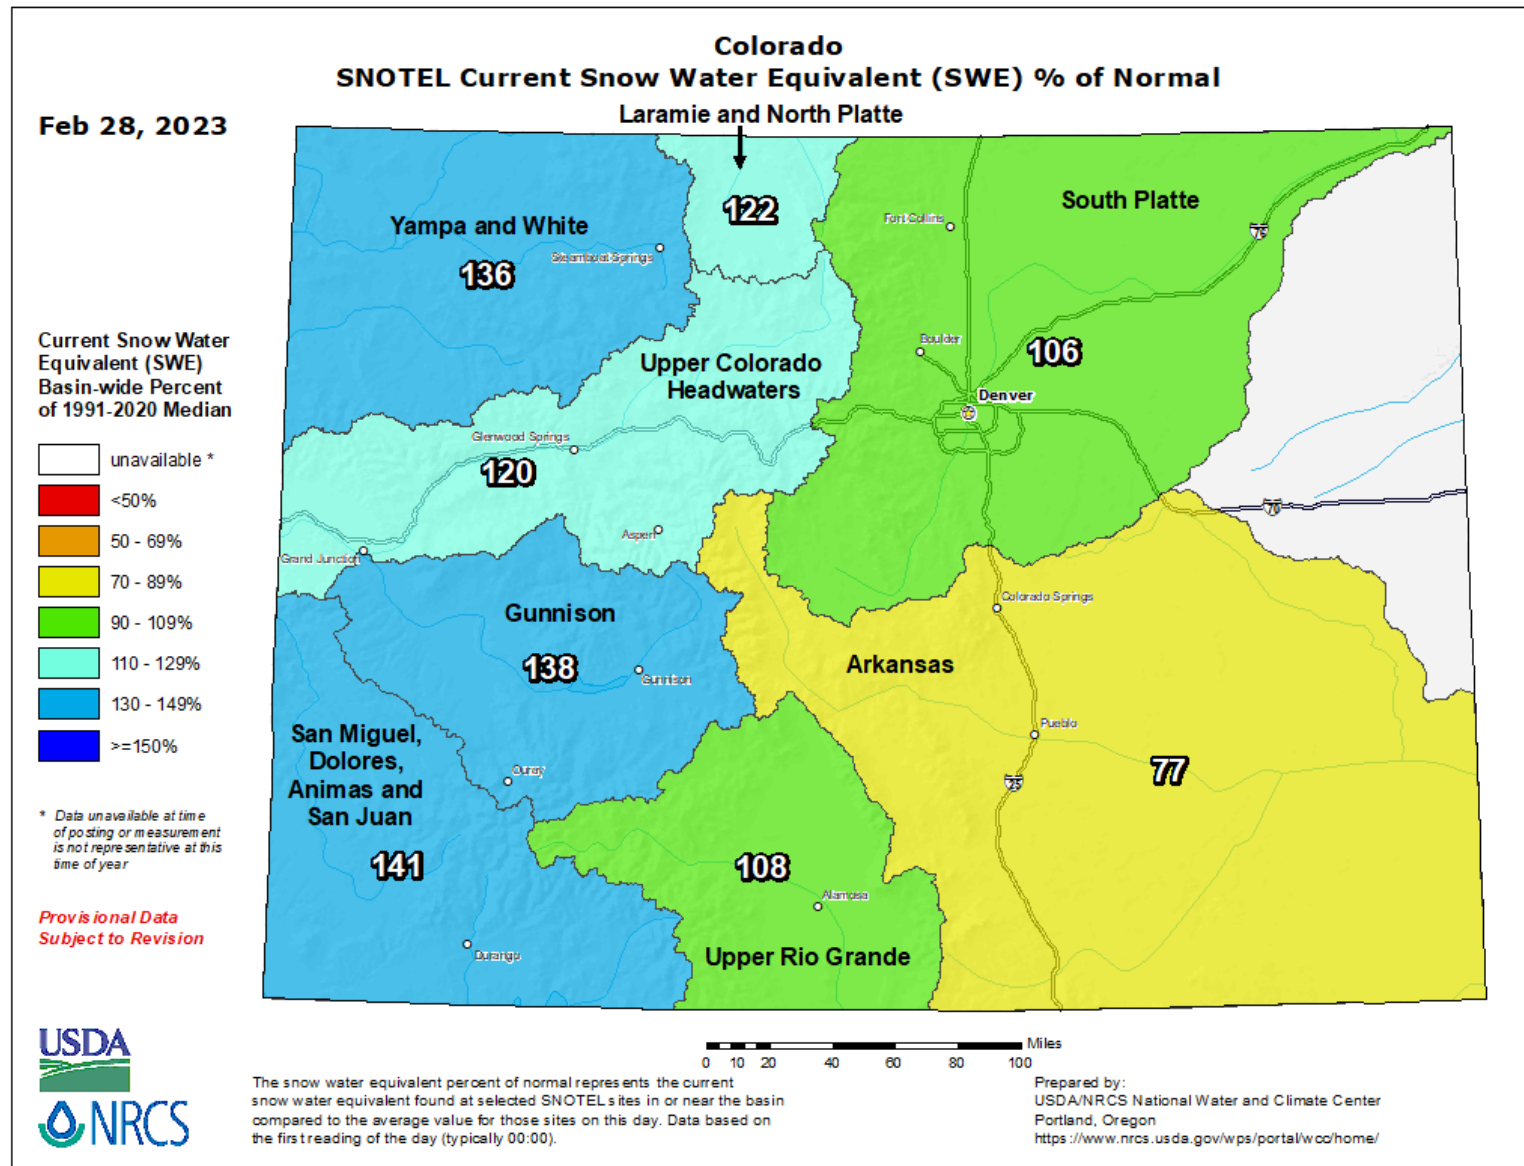 Colorado
SNOTEL Current Snow Water Equivalent (SWE) % of Normal
Feb 28, 2023
Laramie and North Platte
122
South Platte
Fort Collins
76
Yampa and White
Steamboat Springs
136
Current Snow Water
Equivalent (SWE)
Basin-wide Percent
of 1991-2020 Median
unavailable *
<50%
50 - 69%
70 - 89%
90 - 109%
110 - 129%
130 - 149%
>=150%
* Data unavailable at time
of posting or measurement
is not representative at this
time of year
Provisional Data
Subject to Revision
Boulder
106
Upper Colorado
Headwaters
Denver
Glenwood Springs
120
70
Aspen
Grand Junction
Colorado Springs
Gunnison
138
Gunnison
Arkansas
Pueblo
77
25
San Miguel,
Dolores,
Animas and
San Juan
Ouray
141
108
Alamosa
Durango
Upper Rio Grande
Miles
0 10 20 40 60 80 100
USDA
NRCS
The snow water equivalent percent of normal represents the current
snow water equivalent found at selected SNOTEL sites in or near the basin
compared to the average value for those sites on this day. Data based on
the first reading of the day (typically 00:00).
Prepared by:
USDA/NRCS National Water and Climate Center
Portland, Oregon
https://www.nrcs.usda.gov/wps/portal/wcc/home/